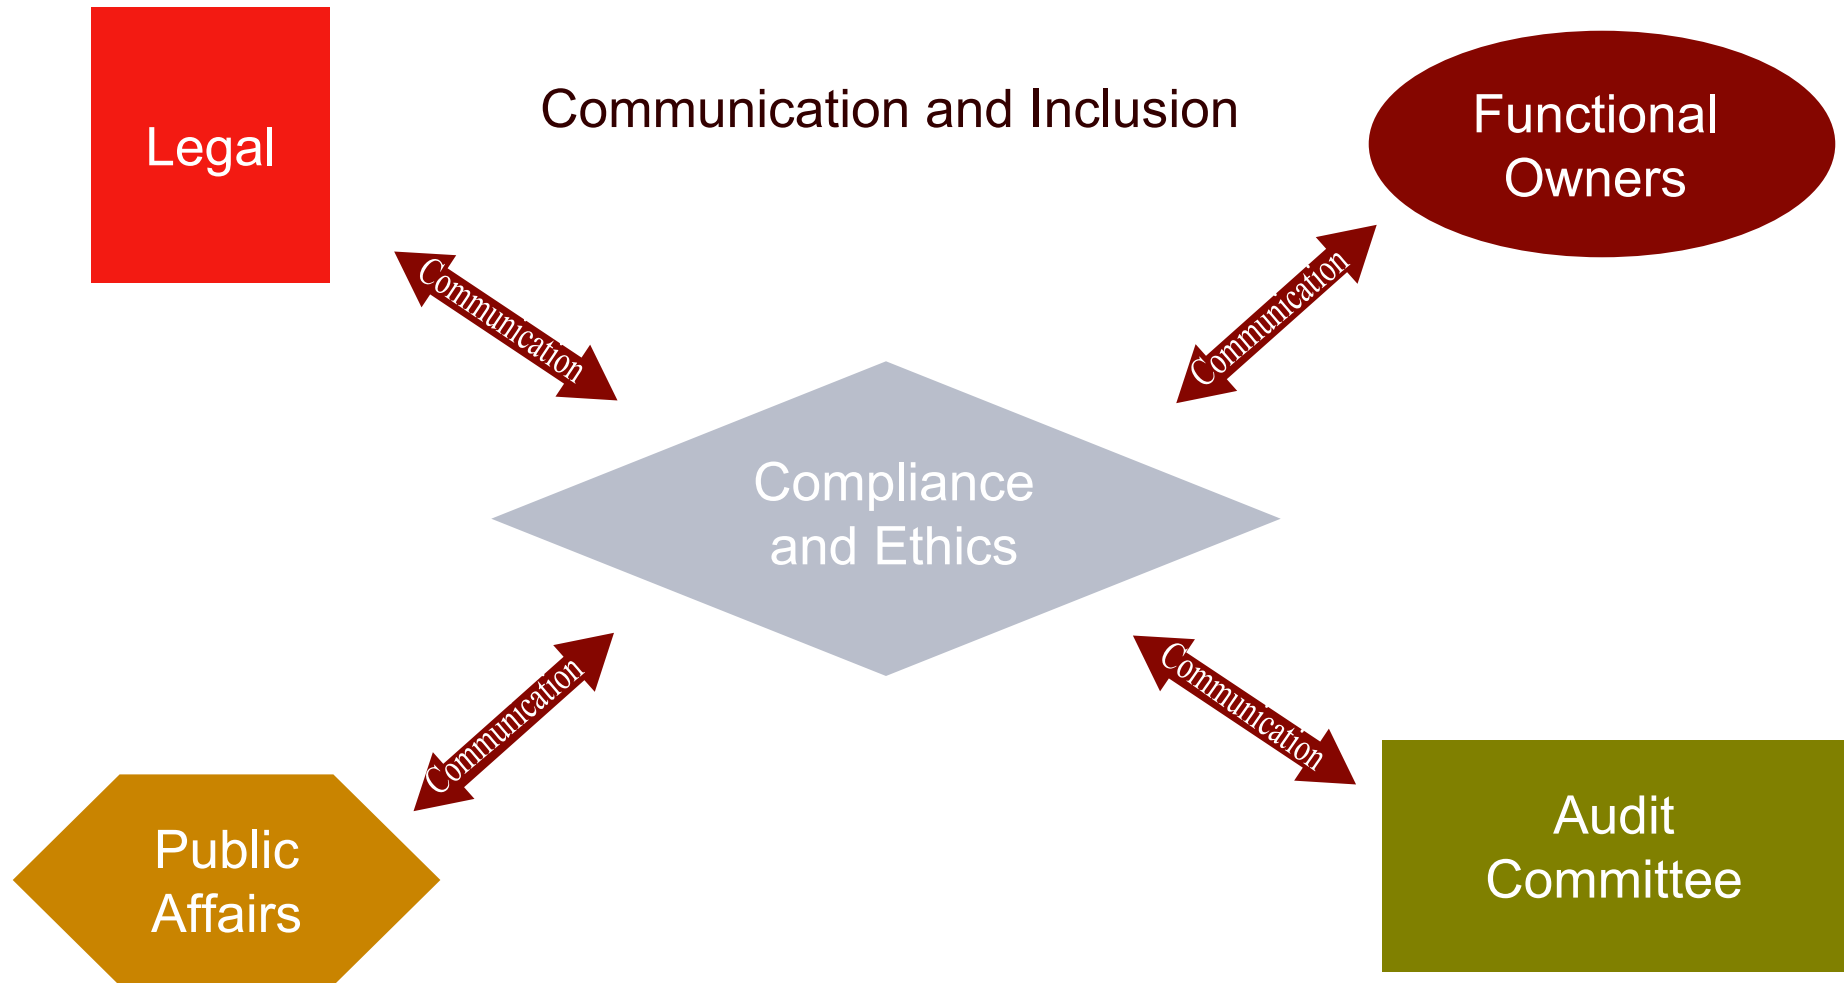 Communication and Inclusion
Legal
Functional
Owners
Communication
Communication
Compliance
and Ethics
Communication
Communication
Public
Affairs
Audit
Committee